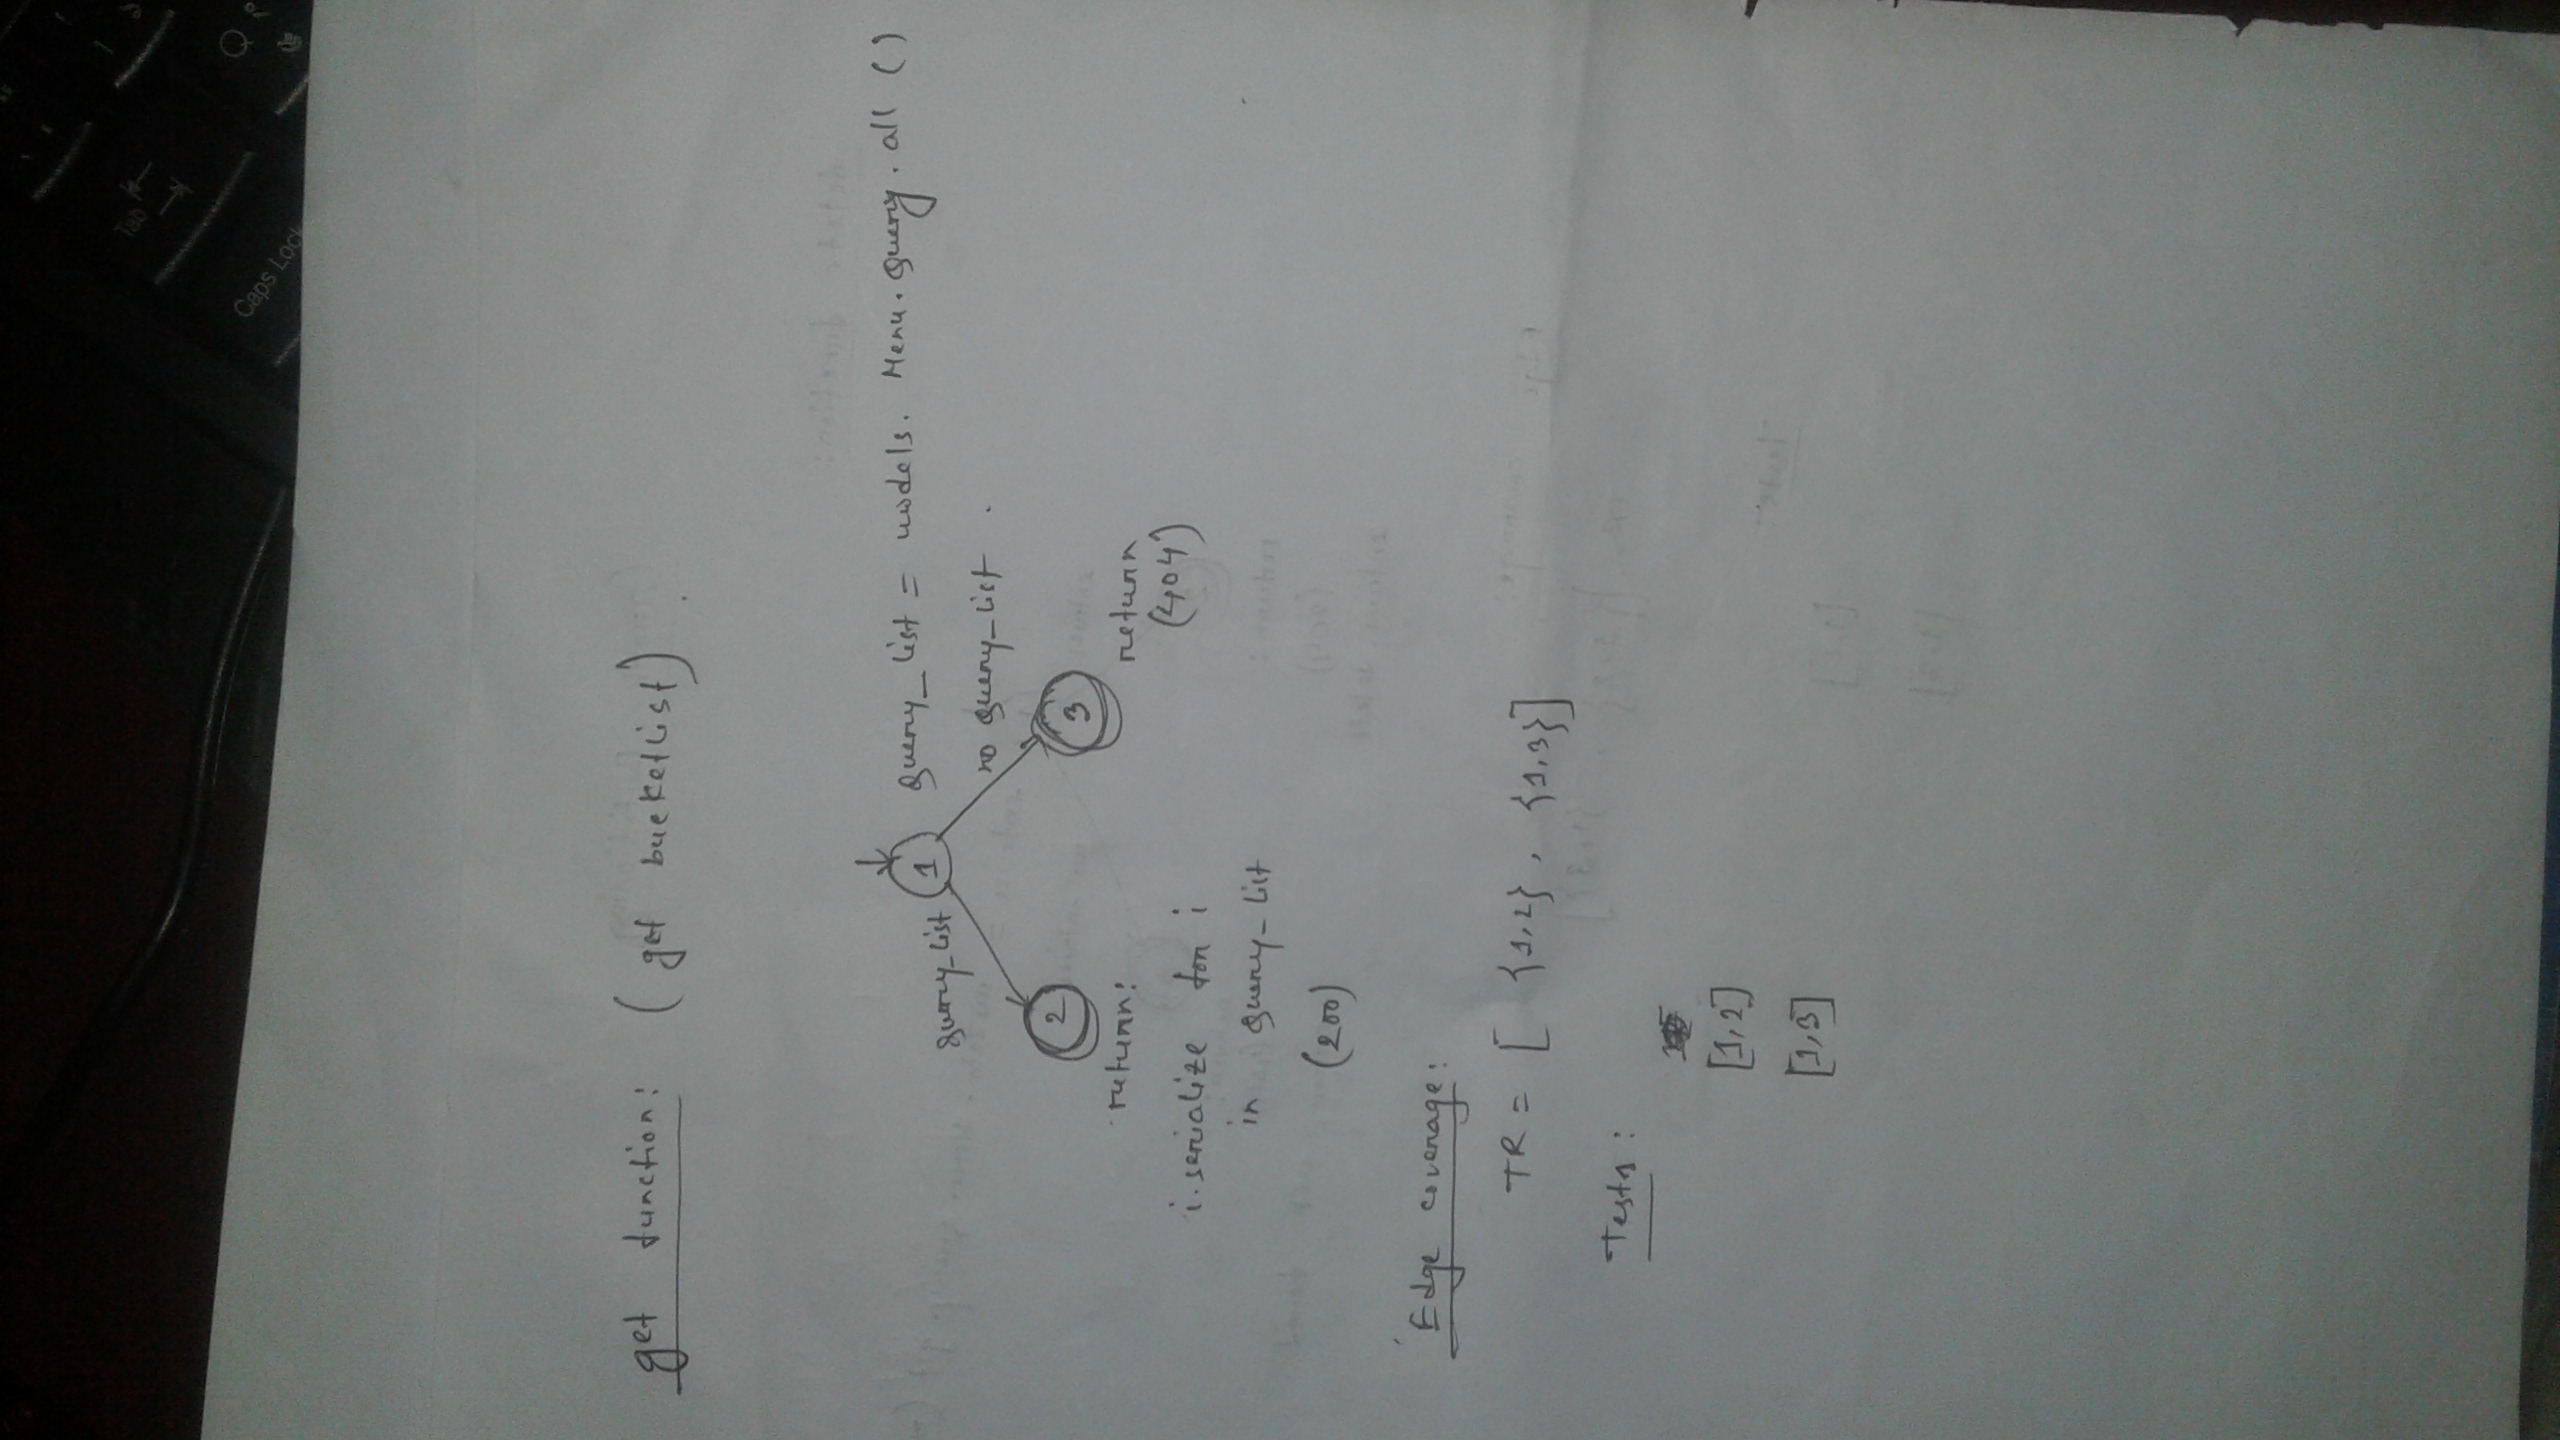 Tab
Q
Caps Lock
get function: (get bucketlist)
query_list = models. Menu. Query. all ()
query_list
1
no query_list
2
3
return:
return
(404)
i. serialize for i
in query_list
(200)
Edge coverage:
TR = [ {1,2}, {1,3}]
Tests:
[1,2]
[1,3]